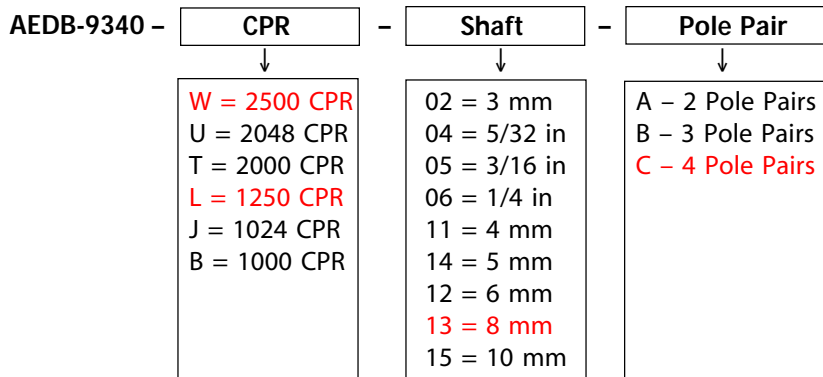 AEDB-9340 – CPR – Shaft – Pole Pair
W = 2500 CPR
U = 2048 CPR
T = 2000 CPR
L = 1250 CPR
J = 1024 CPR
B = 1000 CPR
02 = 3 mm
04 = 5/32 in
05 = 3/16 in
06 = 1/4 in
11 = 4 mm
14 = 5 mm
12 = 6 mm
13 = 8 mm
15 = 10 mm
A – 2 Pole Pairs
B – 3 Pole Pairs
C – 4 Pole Pairs